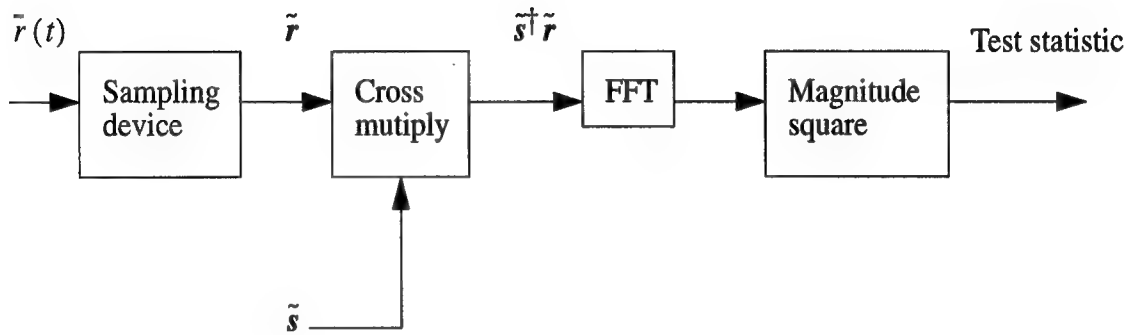 r̃ (t)
r̃
s̃† r̃
Test statistic
Sampling
device
Cross
mutiply
FFT
Magnitude
square
s̃